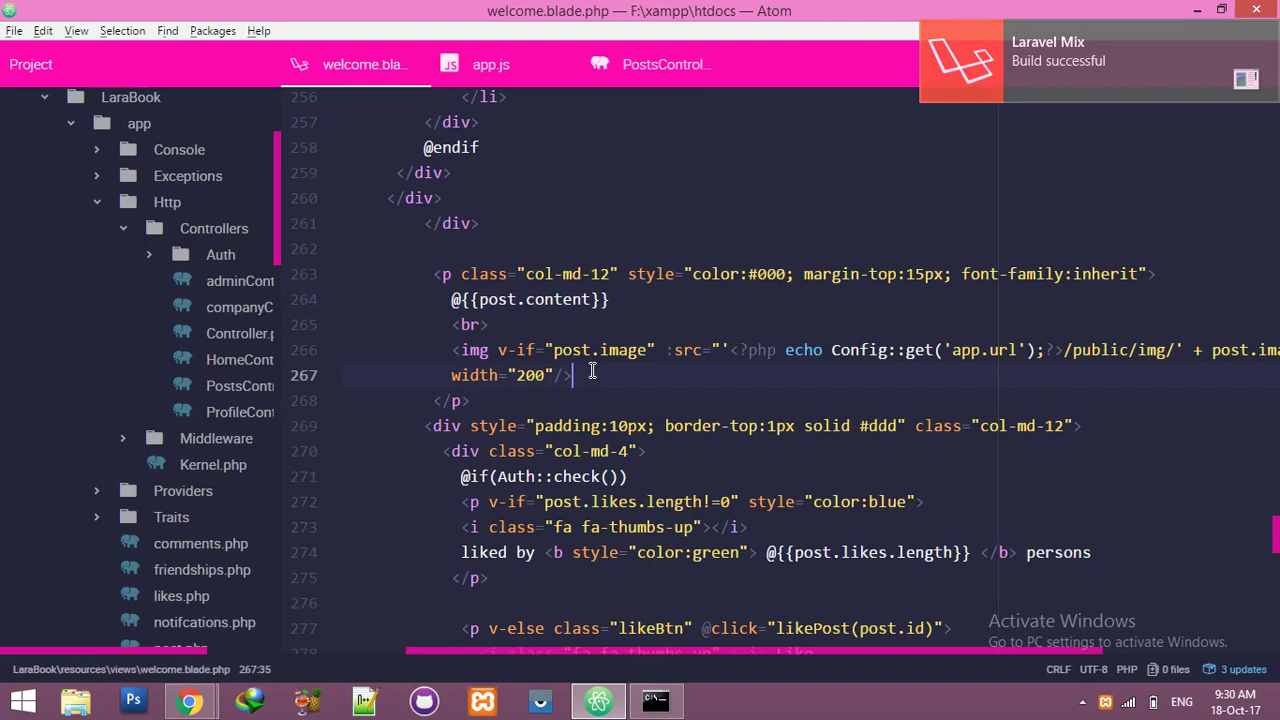 welcome.blade.php — F:\xampp\htdocs — Atom
File Edit View Selection Find Packages Help
Laravel Mix
Build successful
Project
welcome.bla...
JS app.js
PostsControl...
LaraBook
app
Console
Exceptions
Http
Controllers
Auth
adminCont
companyC
Controller.p
HomeCont
PostsCont
ProfileCont
Middleware
Kernel.php
Providers
Traits
comments.php
friendships.php
likes.php
notifcations.php
256 </li>
257 </div>
258 @endif
259 </div>
260 </div>
261 </div>
262
263 <p class="col-md-12" style="color:#000; margin-top:15px; font-family:inherit">
264 @{{post.content}}
265 <br>
266 <img v-if="post.image" :src="'<?php echo Config::get('app.url');?>/public/img/' + post.ima
267 width="200"/>
268 </p>
269 <div style="padding:10px; border-top:1px solid #ddd" class="col-md-12">
270 <div class="col-md-4">
271 @if(Auth::check())
272 <p v-if="post.likes.length!=0" style="color:blue">
273 <i class="fa fa-thumbs-up"></i>
274 liked by <b style="color:green"> @{{post.likes.length}} </b> persons
275 </p>
276
277 <p v-else class="likeBtn" @click="likePost(post.id)">
278 <i class="fa fa-thumbs-up"></i> Like
Activate Windows
Go to PC settings to activate Windows.
LaraBook\resources\views\welcome.blade.php 267:35
CRLF UTF-8 PHP 0 files 3 updates
Ps
N++
ENG
9:30 AM
18-Oct-17